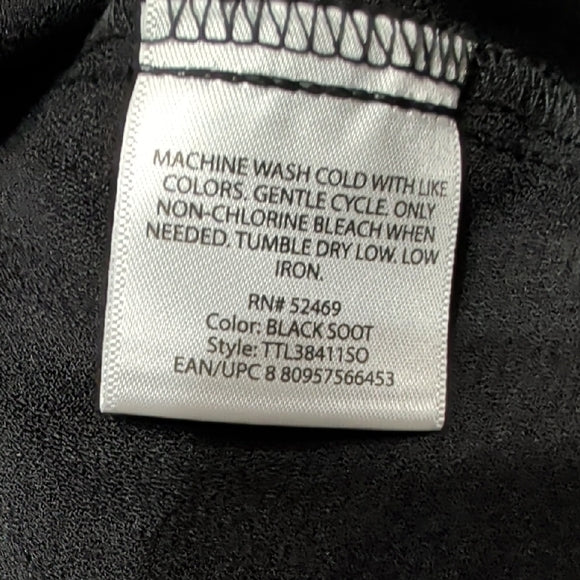 MACHINE WASH COLD WITH LIKE
COLORS. GENTLE CYCLE. ONLY
NON-CHLORINE BLEACH WHEN
NEEDED. TUMBLE DRY LOW. LOW
IRON.
RN# 52469
Color: BLACK SOOT
Style: TTL38411SO
EAN/UPC 8 80957566453